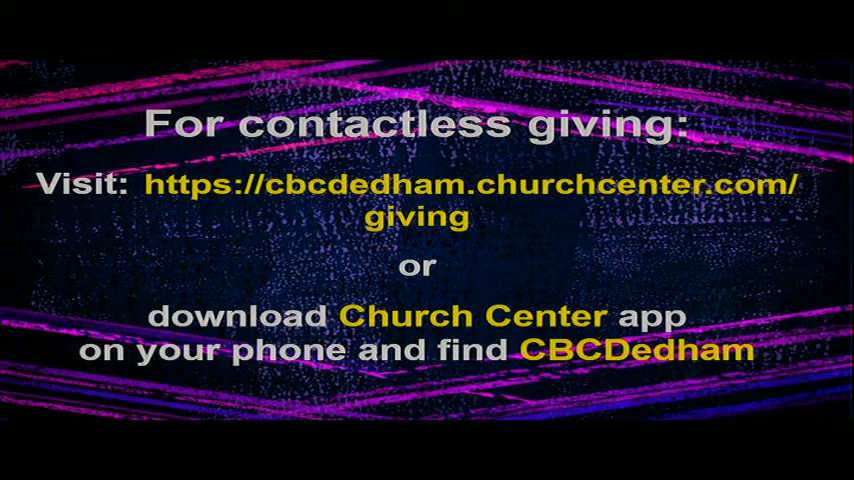 For contactless giving:
Visit: https://cbcdedham.churchcenter.com/
giving
or
download Church Center app
on your phone and find CBCDedham